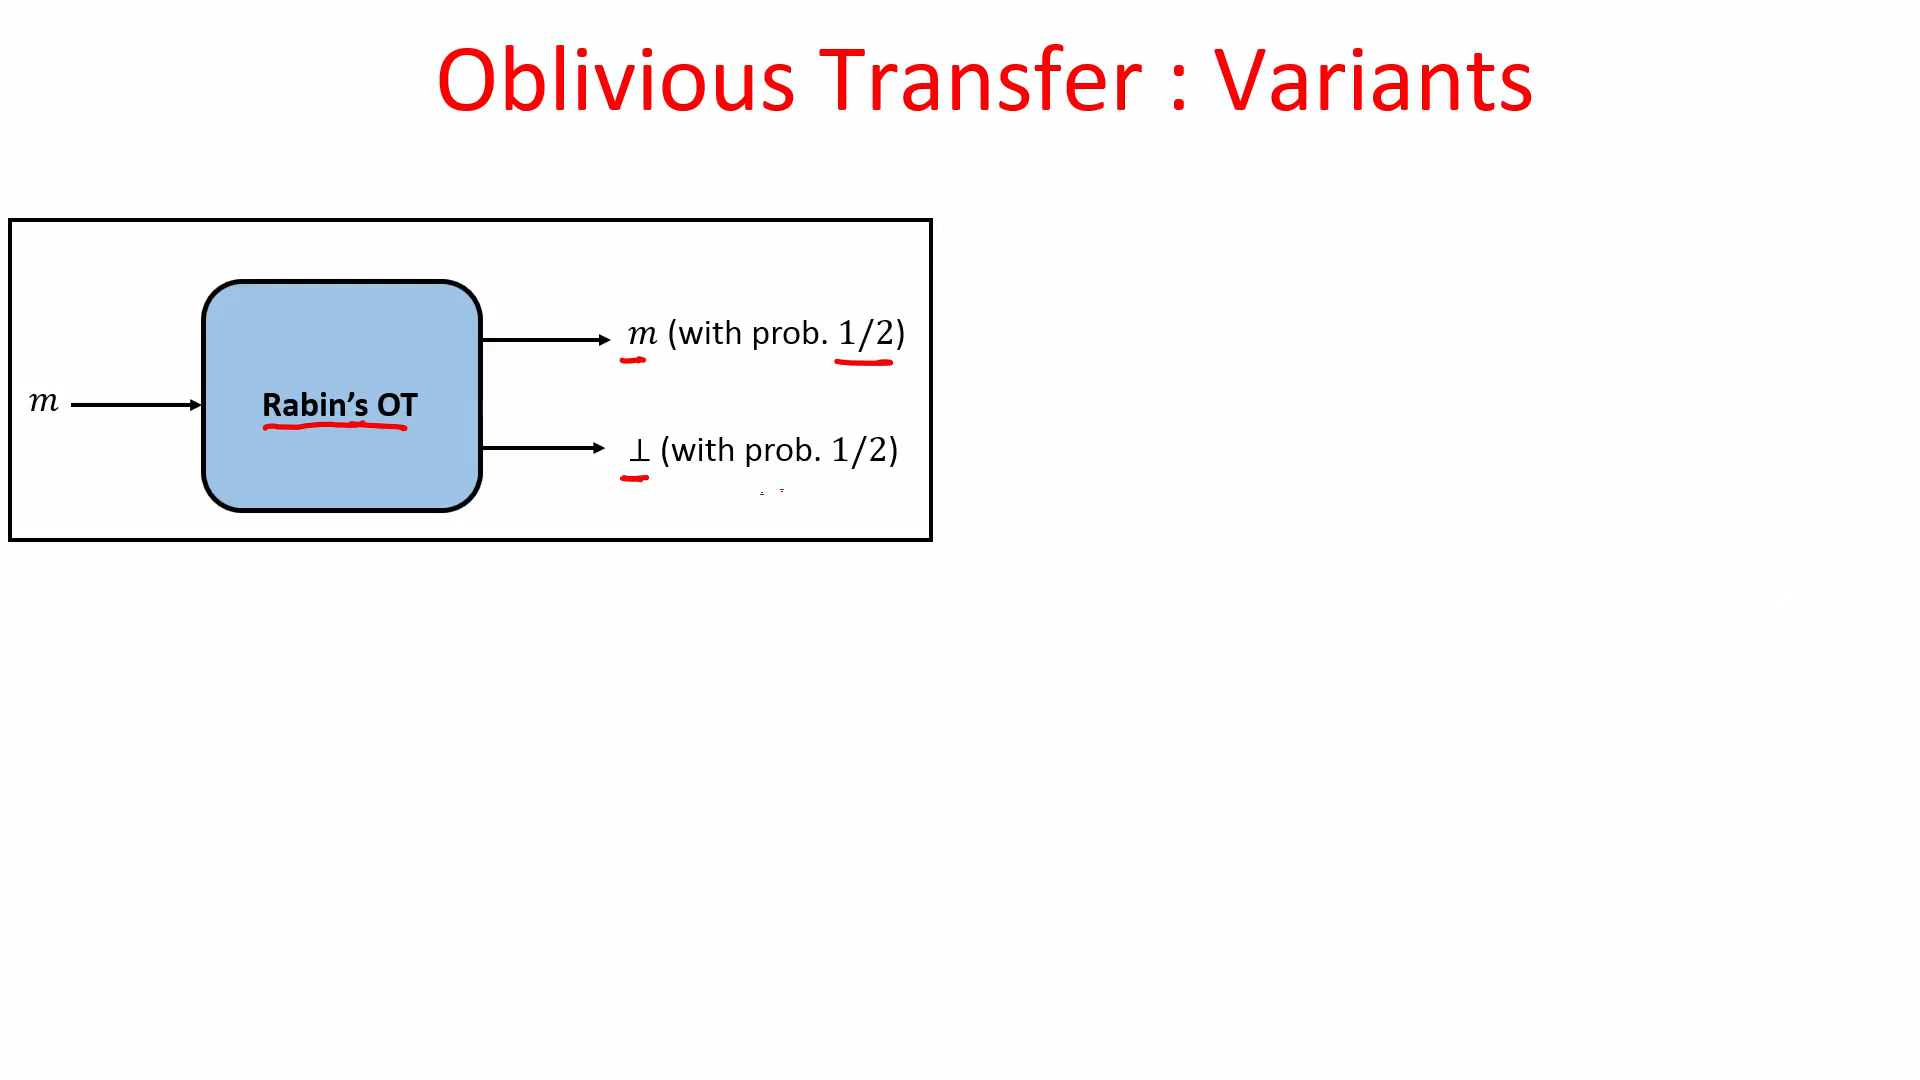 Oblivious Transfer : Variants
m (with prob. 1/2)
m
Rabin's OT
⊥ (with prob. 1/2)